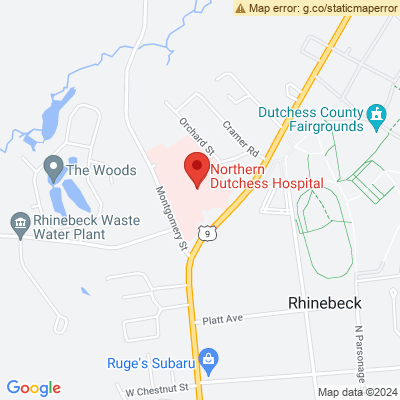 Map error: g.co/staticmaperror
Dutchess County
Fairgrounds
Orchard St
Cramer Rd
Northern
Dutchess Hospital
The Woods
Montgomery St
Rhinebeck Waste
Water Plant
9
Rhinebeck
Platt Ave
N Parsonage
Ruge's Subaru
W Chestnut St
Google
Map data ©2024